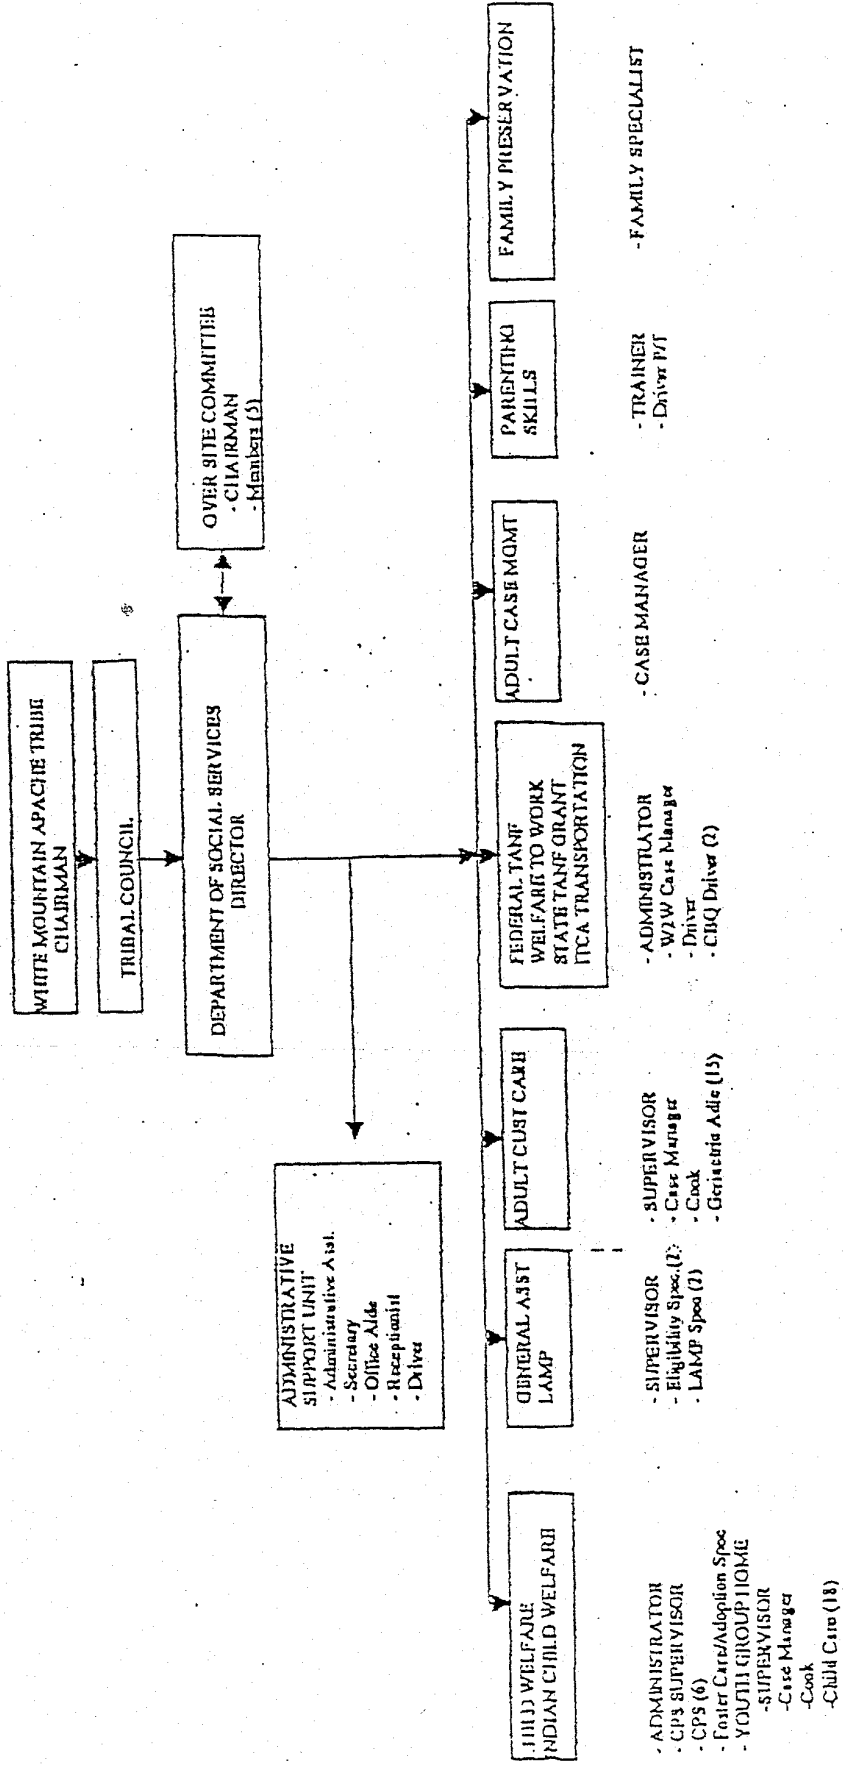 WHITE MOUNTAIN APACHE TRIBE
CHAIRMAN
TRIBAL COUNCIL
DEPARTMENT OF SOCIAL SERVICES
DIRECTOR
OVER SITE COMMITTEE
- CHAIRMAN
- Members (5)
ADMINISTRATIVE
SUPPORT UNIT
- Administrative Asst.
- Secretary
- Office Aide
- Receptionist
- Driver
CHILD WELFARE
INDIAN CHILD WELFARE
- ADMINISTRATOR
- CPS SUPERVISOR
- CPS (6)
- Foster Care/Adoption Spec
- YOUTH GROUP HOME
-SUPERVISOR
-Case Manager
-Cook
-Child Care (18)
GENERAL ASST
LAMP
- SUPERVISOR
- Eligibility Spec.(2)
- LAMP Spec (2)
ADULT CUST CARE
- SUPERVISOR
- Case Manager
- Cook
- Geriactric Adie (15)
FEDERAL TANF
WELFARE TO WORK
STATE TANF GRANT
ITCA TRANSPORTATION
- ADMINISTRATOR
- W2W Case Manager
- Driver
- CBQ Driver (2)
ADULT CASE MGMT
- CASE MANAGER
PARENTING
SKILLS
- TRAINER
- Driver P/T
FAMILY PRESERVATION
- FAMILY SPECIALIST